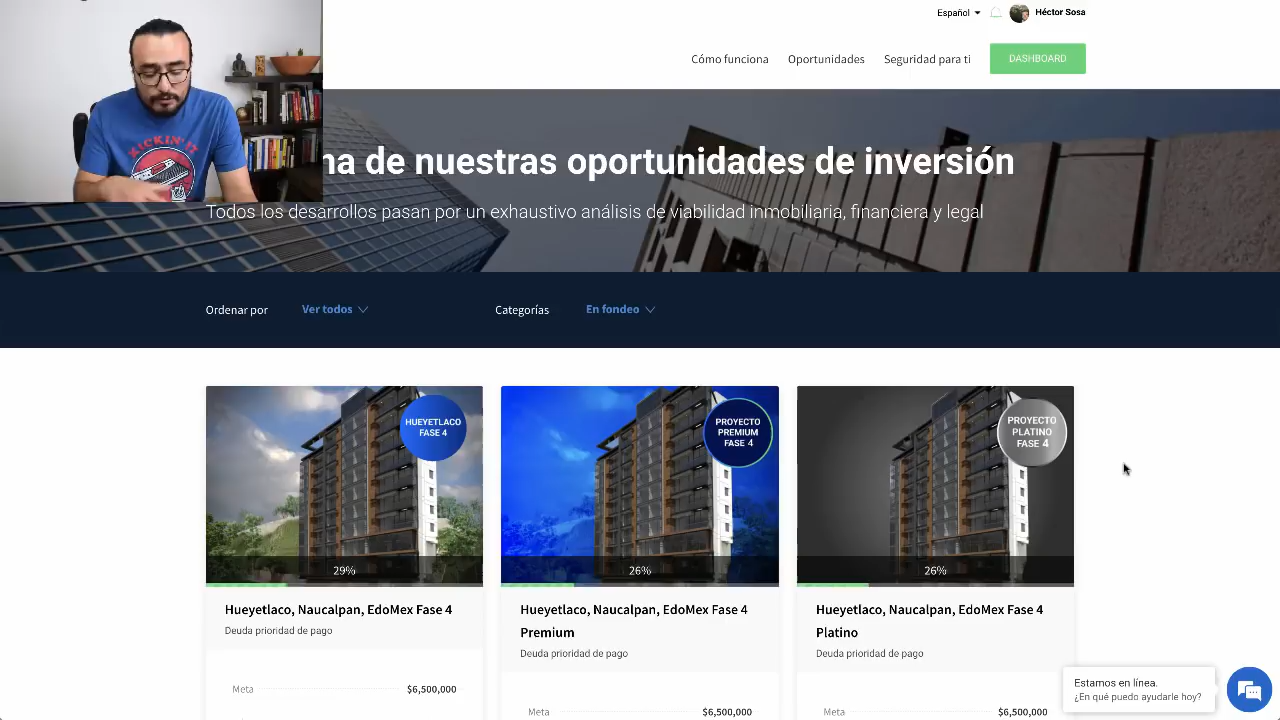 Español
Héctor Sosa
Cómo funciona
Oportunidades
Seguridad para ti
DASHBOARD
de nuestras oportunidades de inversión
Todos los desarrollos pasan por un exhaustivo análisis de viabilidad inmobiliaria, financiera y legal
Ordenar por
Ver todos
Categorías
En fondeo
HUEYETLACO
FASE 4
29%
Hueyetlaco, Naucalpan, EdoMex Fase 4
Deuda prioridad de pago
Meta
$6,500,000
PROYECTO
PREMIUM
FASE 4
26%
Hueyetlaco, Naucalpan, EdoMex Fase 4
Premium
Deuda prioridad de pago
Meta
$6,500,000
PROYECTO
PLATINO
FASE 4
26%
Hueyetlaco, Naucalpan, EdoMex Fase 4
Platino
Deuda prioridad de pago
Meta
$6,500,000
Estamos en línea.
¿En qué puedo ayudarle hoy?
KICKIN' IT